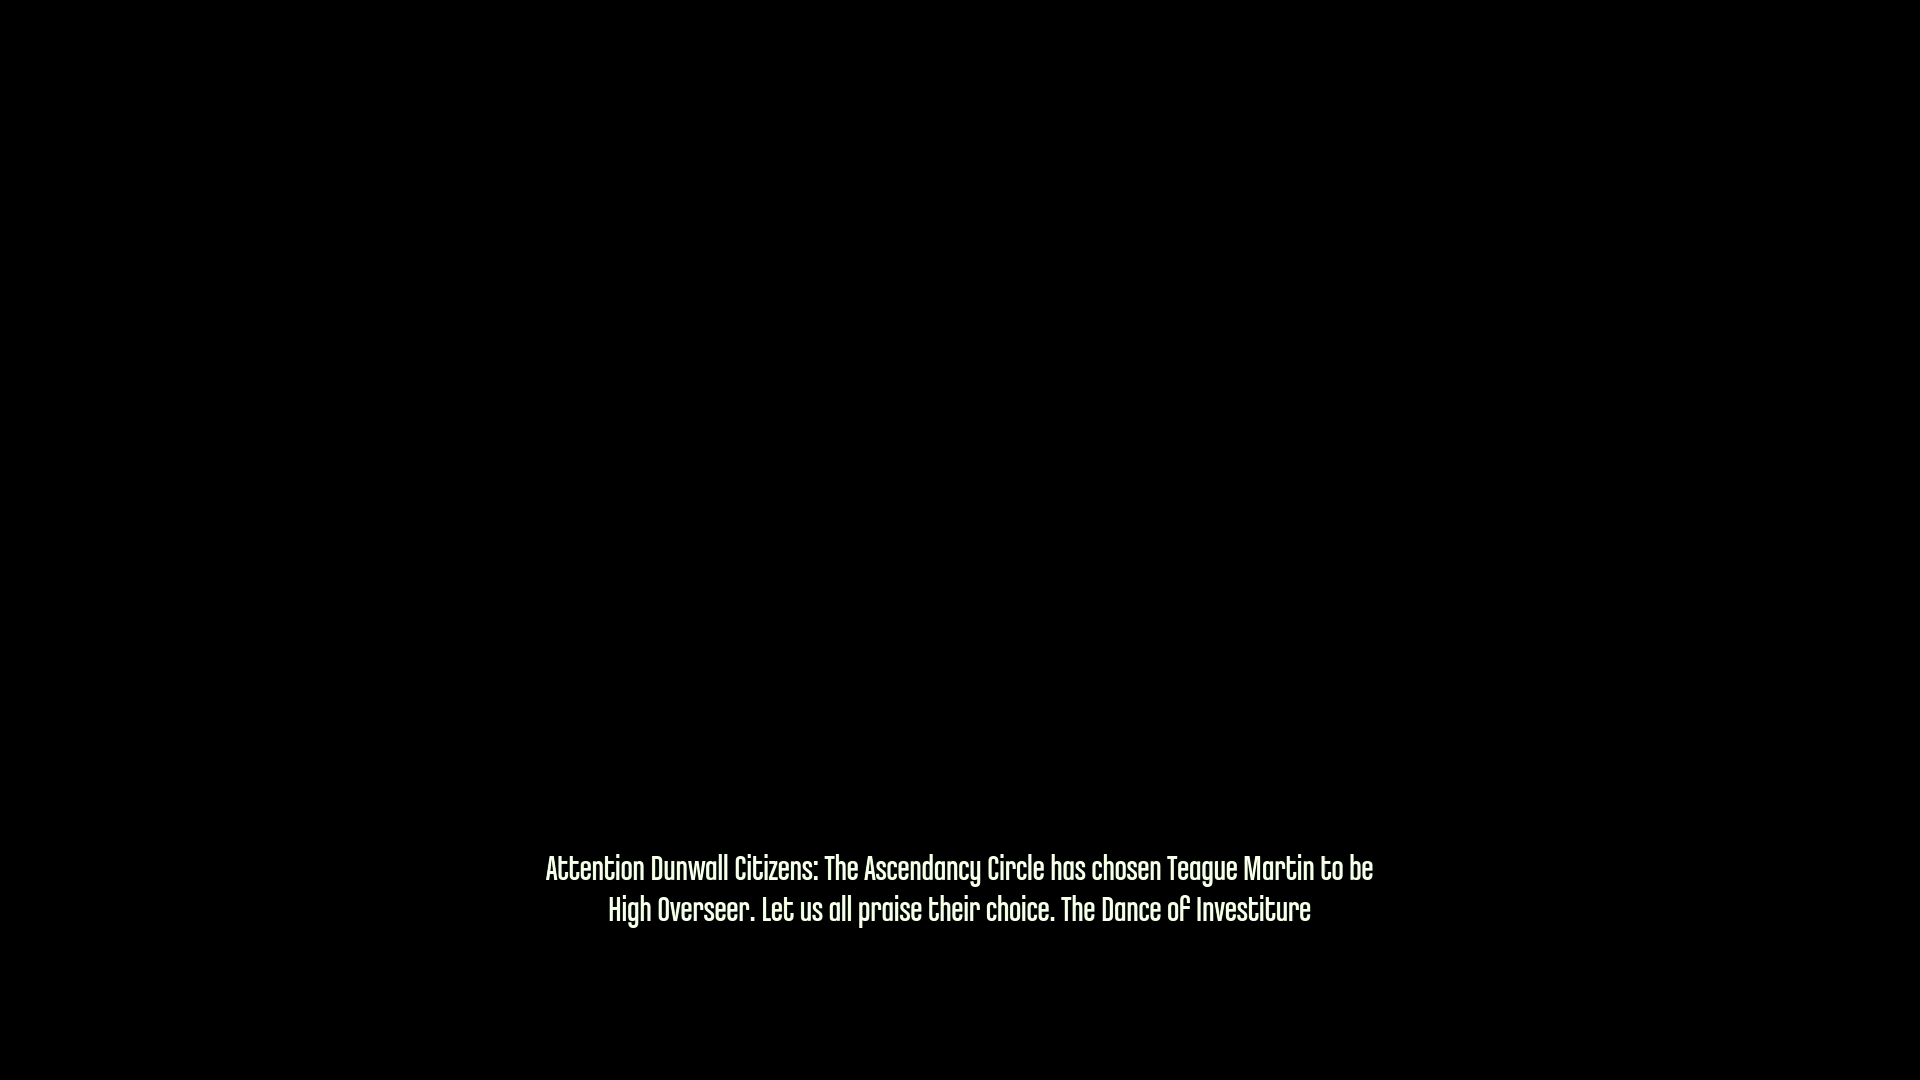 Attention Dunwall Citizens: The Ascendancy Circle has chosen Teague Martin to be
High Overseer. Let us all praise their choice. The Dance of Investiture